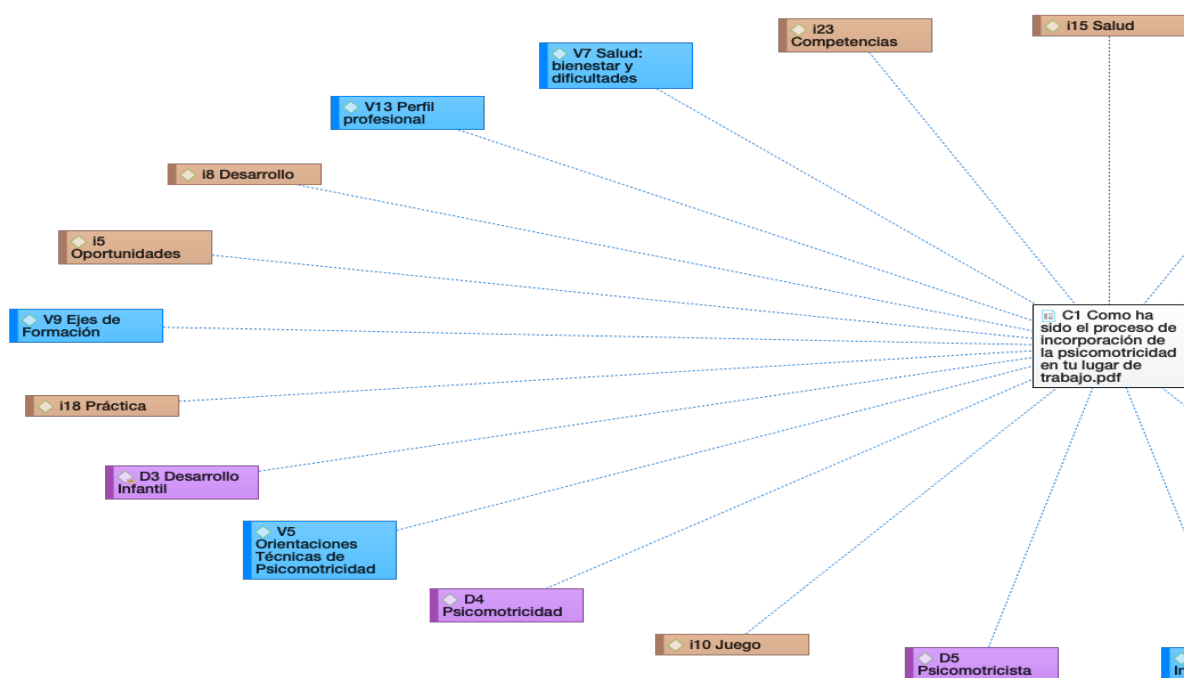 i23
Competencias
i15 Salud
V7 Salud:
bienestar y
dificultades
V13 Perfil
profesional
i8 Desarrollo
i5
Oportunidades
V9 Ejes de
Formación
C1 Como ha
sido el proceso de
incorporación de
la psicomotricidad
en tu lugar de
trabajo.pdf
i18 Práctica
D3 Desarrollo
Infantil
V5
Orientaciones
Técnicas de
Psicomotricidad
D4
Psicomotricidad
i10 Juego
D5
Psicomotricista